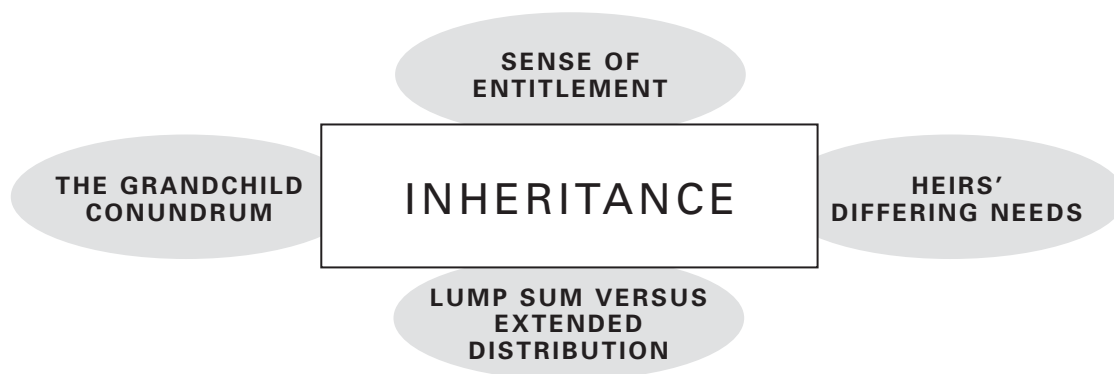 SENSE OF
ENTITLEMENT
THE GRANDCHILD
CONUNDRUM
INHERITANCE
HEIRS’
DIFFERING NEEDS
LUMP SUM VERSUS
EXTENDED
DISTRIBUTION